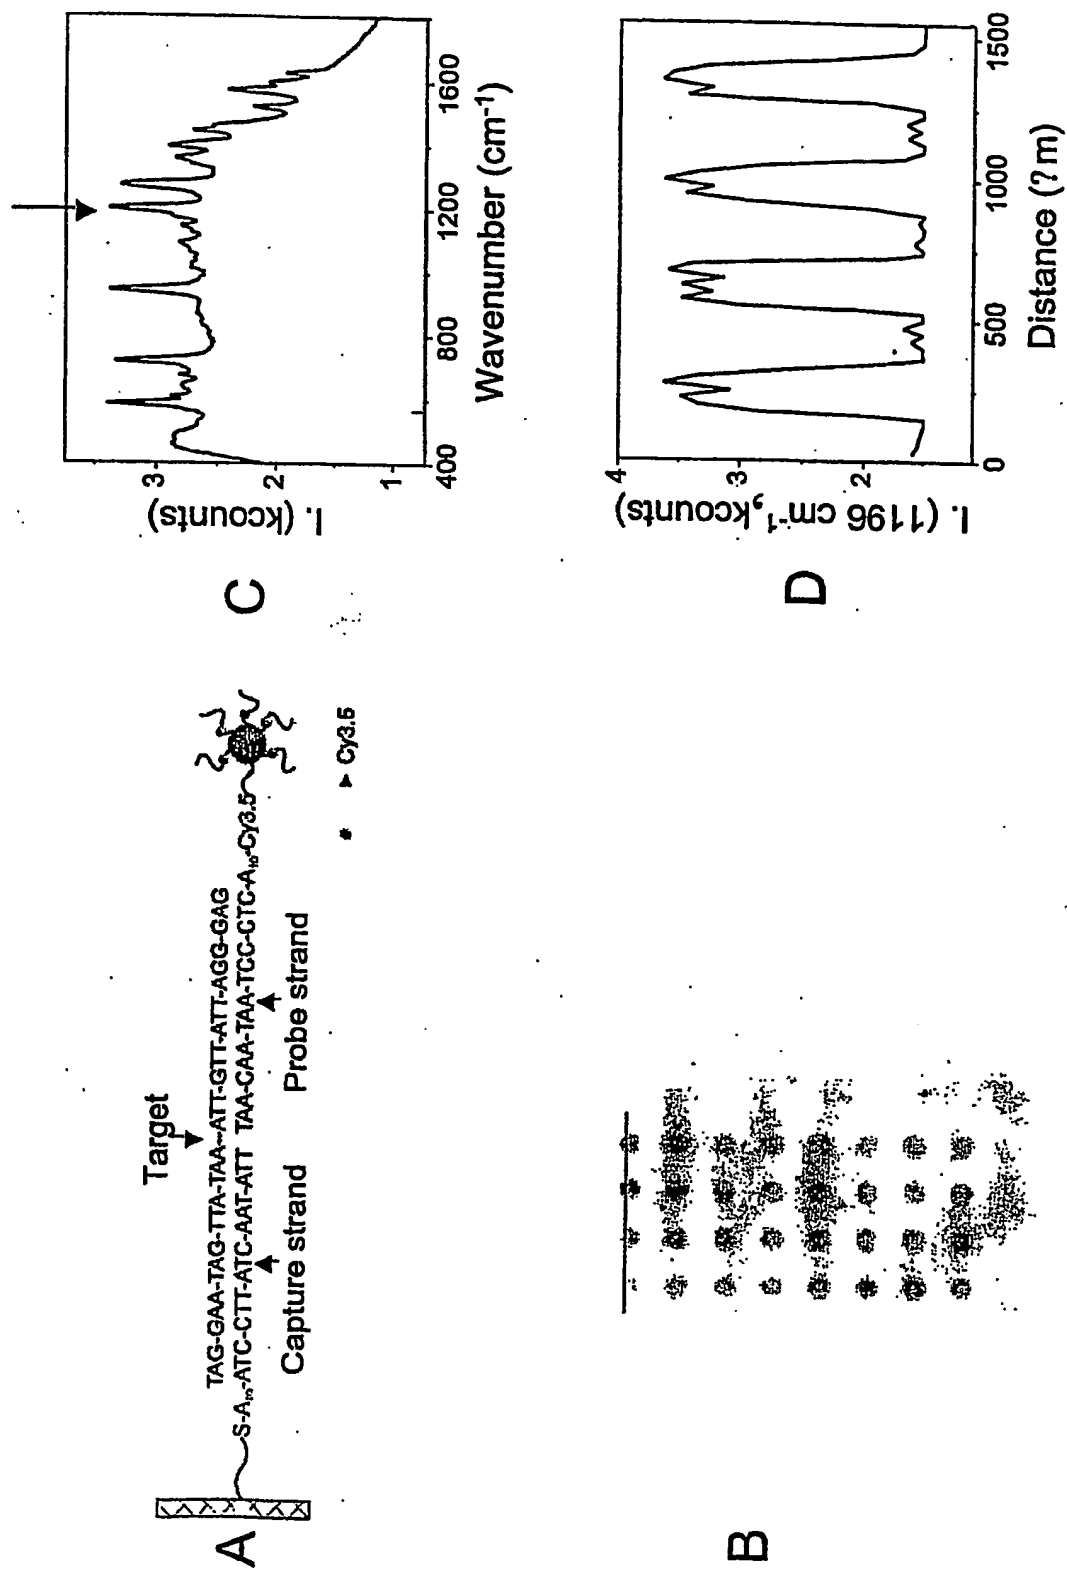 A
Target
TAG-GAA-TAG-TTA-TAA--ATT-GTT-ATT-AGG-GAG
S-A₁₀-ATC-CTT-ATC-AAT-ATT TAA-CAA-TAA-TCC-CTC-A₁₀-Cy3.5
Capture strand
Probe strand
* ► Cy3.5
B
C
I. (kcounts)
3
2
1
400
800
1200
1600
Wavenumber (cm⁻¹)
D
I. (1196 cm⁻¹, kcounts)
4
3
2
0
500
1000
1500
Distance (?m)